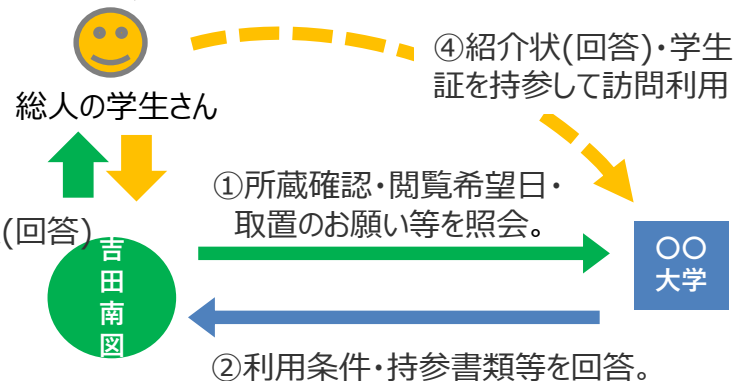 ④紹介状(回答)・学生
証を持参して訪問利用
総人の学生さん
①所蔵確認・閲覧希望日・
取置のお願い等を照会。
(回答)
吉
田
南
図
〇〇
大学
②利用条件・持参書類等を回答。